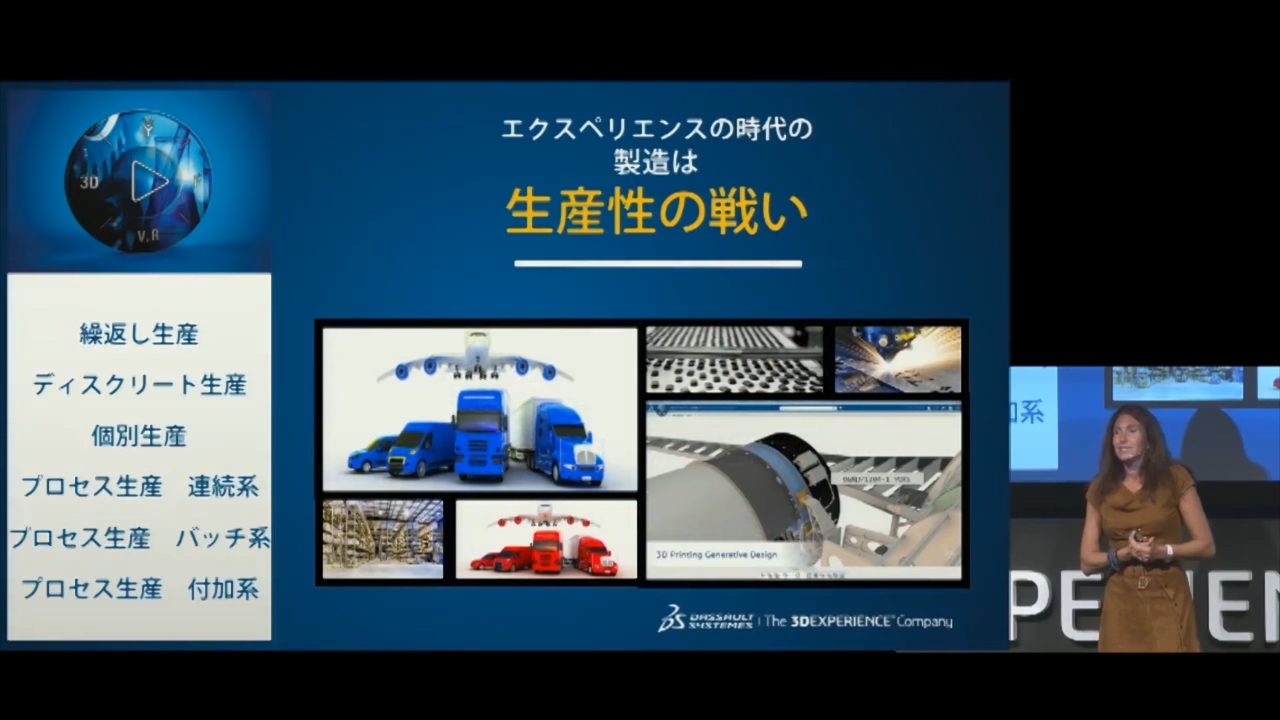 エクスペリエンスの時代の
製造は
生産性の戦い
3D
V.R
繰返し生産
ディスクリート生産
個別生産
プロセス生産 連続系
プロセス生産 バッチ系
プロセス生産 付加系
3D Printing Generative Design
DASSAULT SYSTEMES | The 3DEXPERIENCE Company
加系
PE EN